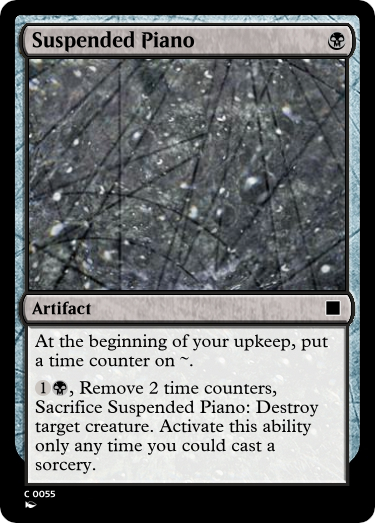 Suspended Piano
Artifact
At the beginning of your upkeep, put
a time counter on ~.
1, Remove 2 time counters,
Sacrifice Suspended Piano: Destroy
target creature. Activate this ability
only any time you could cast a
sorcery.
C 0055